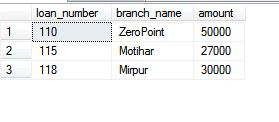 loan_number branch_name amount
1 110 ZeroPoint 50000
2 115 Motihar 27000
3 118 Mirpur 30000